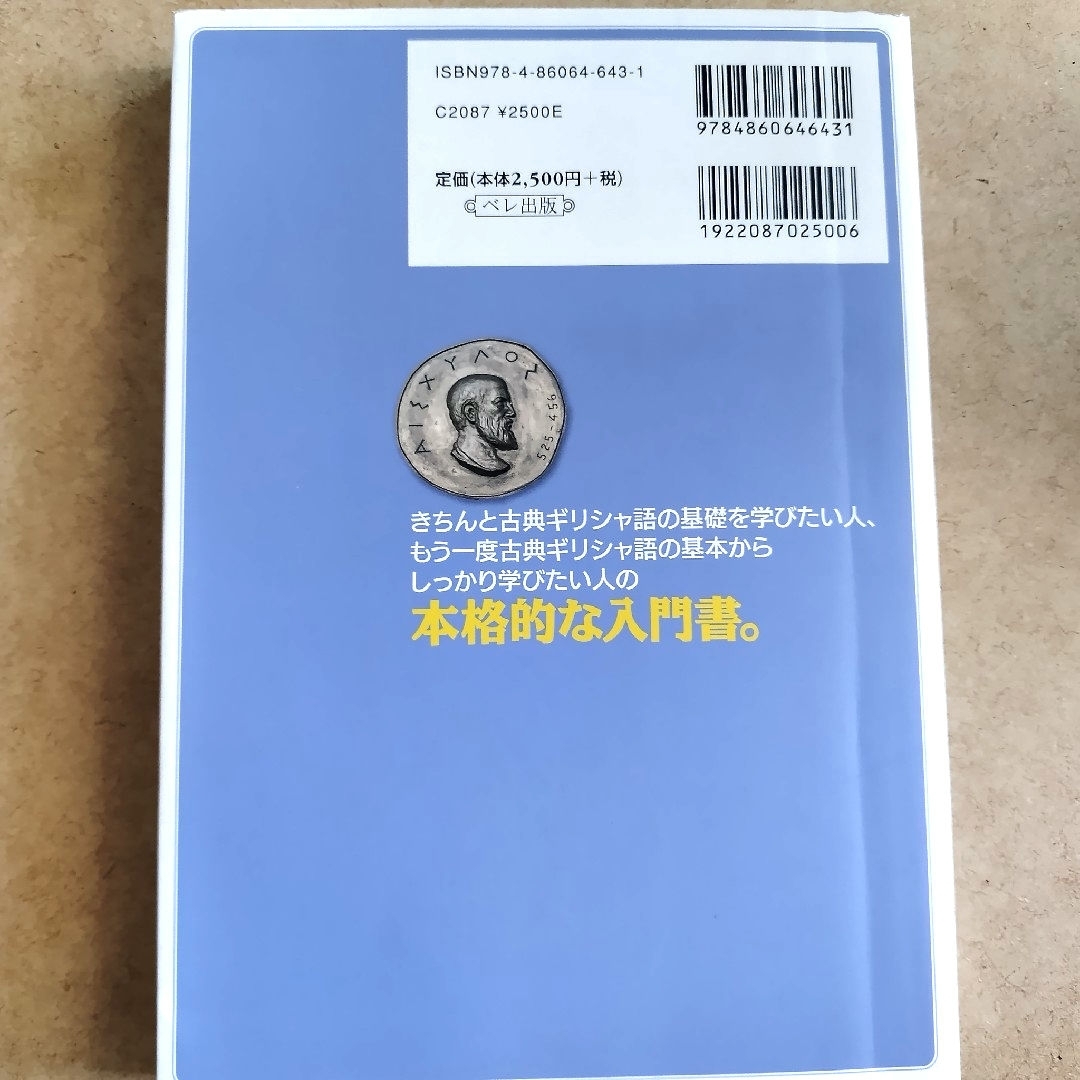 ISBN978-4-86064-643-1
C2087 ¥2500E
9784860646431
定価(本体2,500円+税)
ベレ出版
1922087025006
ΑΙΣΧΥΛΟΣ
525-456
きちんと古典ギリシャ語の基礎を学びたい人、
もう一度古典ギリシャ語の基本から
しっかり学びたい人の
本格的な入門書。